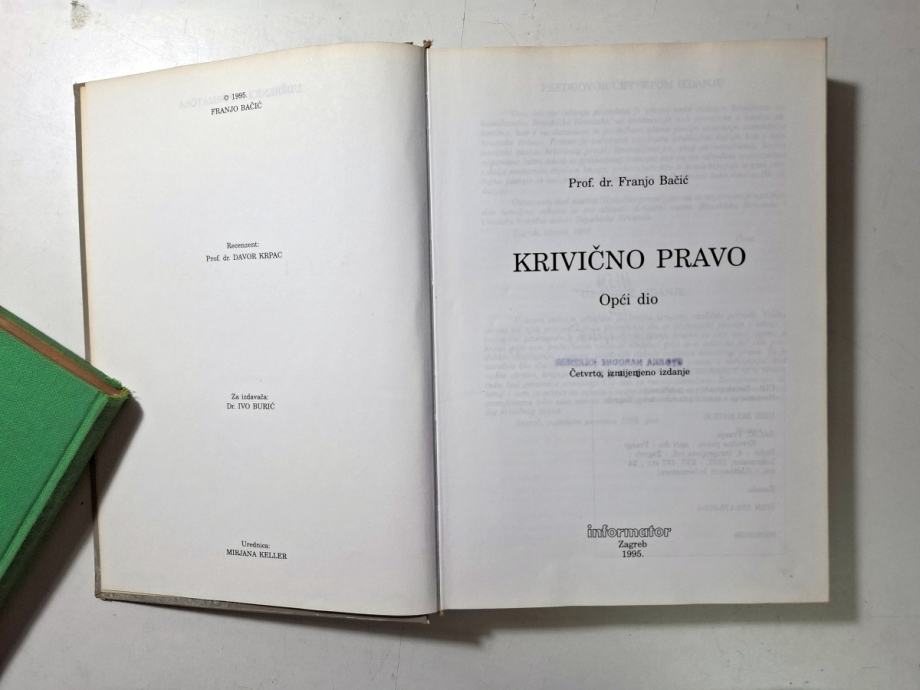 © 1995.
FRANJO BAČIĆ
Recenzent:
Prof. dr. DAVOR KRPAC
Za izdavača:
Dr. IVO BURIĆ
Urednica:
MIRJANA KELLER
Prof. dr. Franjo Bačić
KRIVIČNO PRAVO
Opći dio
Četvrto, izmijenjeno izdanje
informator
Zagreb
1995.